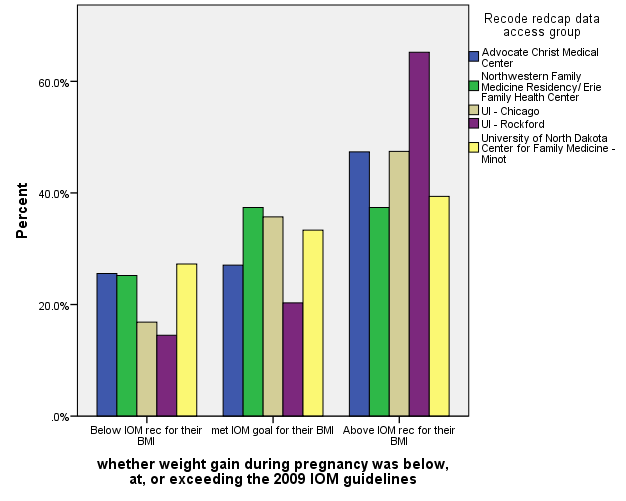 Recode redcap data
access group
Advocate Christ Medical
Center
Northwestern Family
Medicine Residency/ Erie
Family Health Center
UI - Chicago
UI - Rockford
University of North Dakota
Center for Family Medicine -
Minot
Percent
60.0%
40.0%
20.0%
.0%
Below IOM rec for their
BMI
met IOM goal for their BMI
Above IOM rec for their
BMI
whether weight gain during pregnancy was below,
at, or exceeding the 2009 IOM guidelines